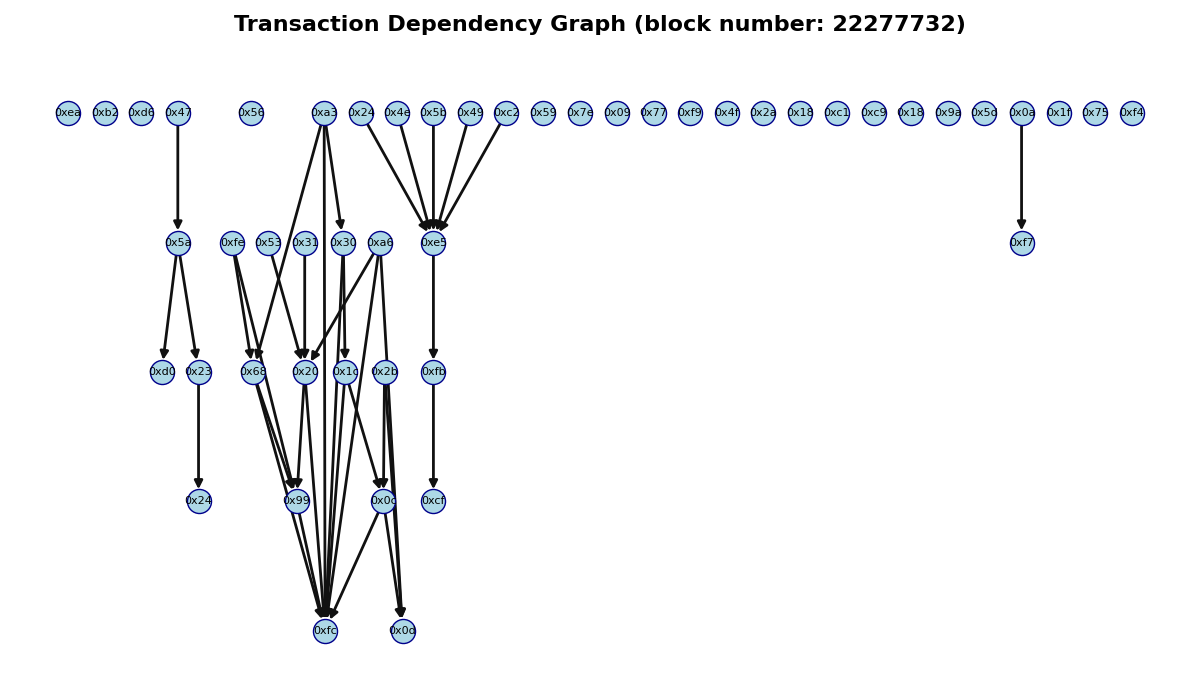 Transaction Dependency Graph (block number: 22277732)
0xea 0xb2 0xd6 0x47 0x56 0xa3 0x24 0x4e 0x5b 0x49 0xc2 0x59 0x7e 0x09 0x77 0xf9 0x4f 0x2a 0x18 0xc1 0xc9 0x18 0x9a 0x5d 0x0a 0x1f 0x75 0xf4
0x5a 0xfe 0x53 0x31 0x30 0xa6 0xe5 0xf7
0xd0 0x23 0x68 0x20 0x1c 0x2b 0xfb
0x24 0x99 0x0c 0xcf
0xfc